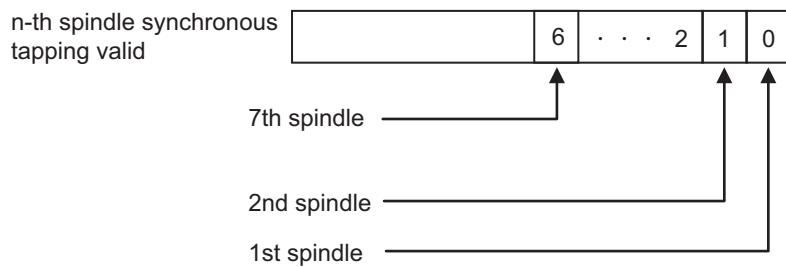 n-th spindle synchronous
tapping valid
6 · · · 2 1 0
7th spindle
2nd spindle
1st spindle